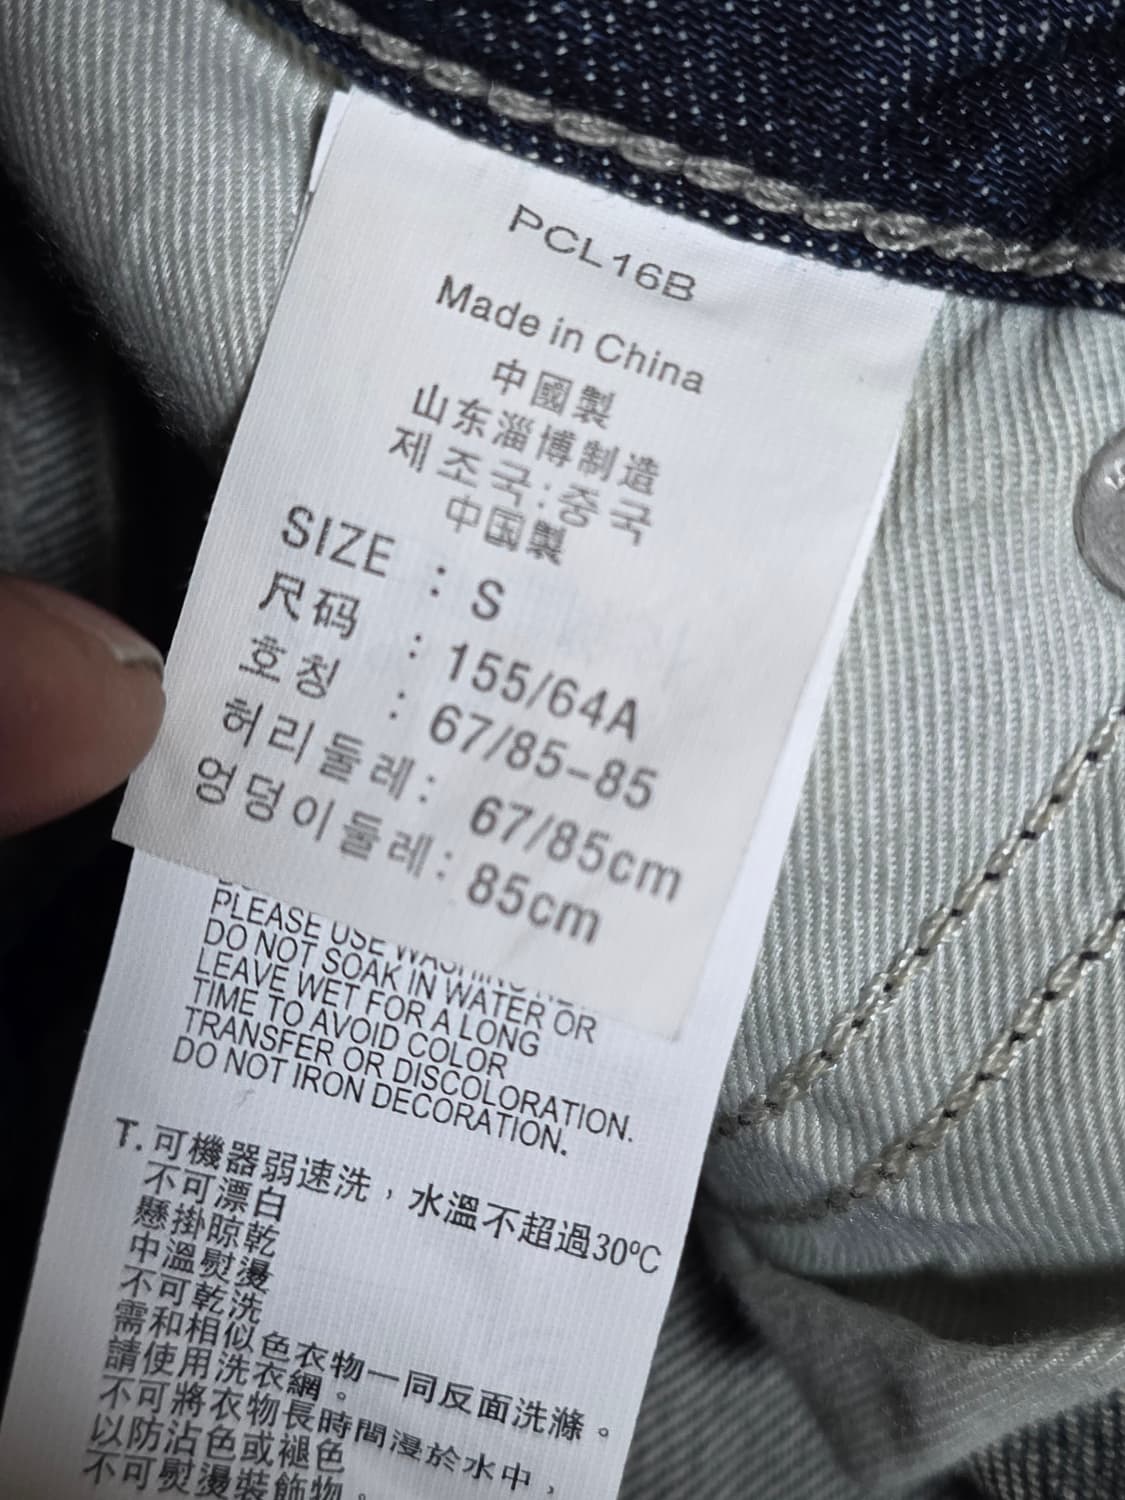 PCL16B
Made in China
中國製
山东淄博制造
제조국:중국
中国製
SIZE : S
尺码 : 155/64A
호칭 : 67/85-85
허리둘레: 67/85cm
엉덩이둘레: 85cm
PLEASE USE WASHING
DO NOT SOAK IN WATER OR
LEAVE WET FOR A LONG
TIME TO AVOID COLOR
TRANSFER OR DISCOLORATION.
DO NOT IRON DECORATION.
T. 可機器弱速洗，水溫不超過30ºC
不可漂白
懸掛晾乾
中溫熨燙
不可乾洗
需和相似色衣物一同反面洗滌。
請使用洗衣網。
不可將衣物長時間浸於水中，
以防沾色或褪色
不可熨燙裝飾物。